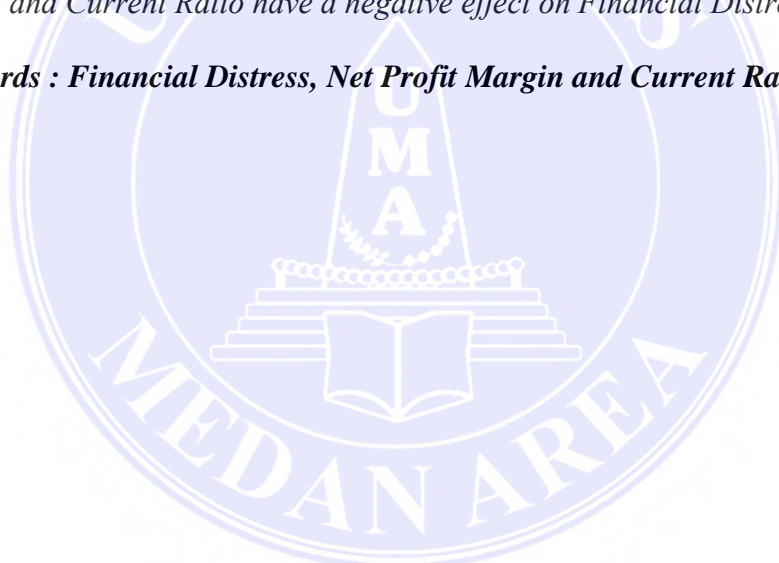 and Current Ratio have a negative effect on Financial Distre
rds : Financial Distress, Net Profit Margin and Current Ra
U
M
A
MEDAN AREA